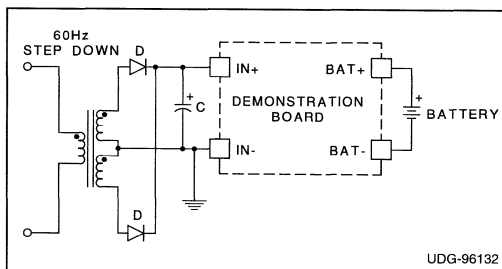 60Hz
STEP DOWN
D
IN+
BAT+
+
C
DEMONSTRATION
BOARD
+
BATTERY
IN-
BAT-
D
UDG-96132